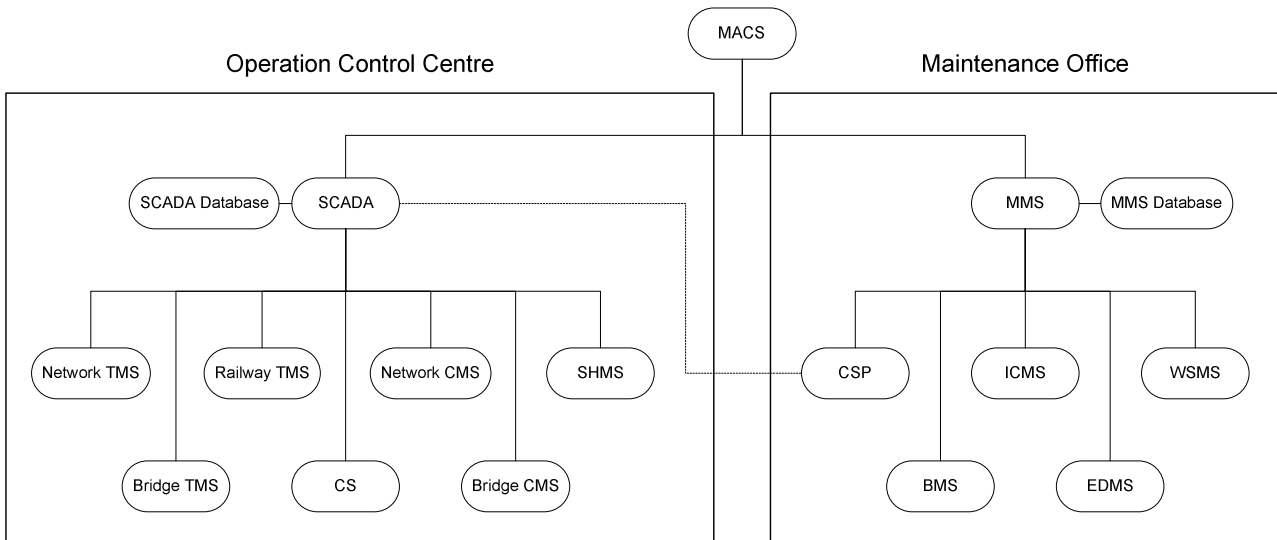 MACS
Operation Control Centre
Maintenance Office
SCADA Database
SCADA
MMS
MMS Database
Network TMS
Railway TMS
Network CMS
SHMS
CSP
ICMS
WSMS
Bridge TMS
CS
Bridge CMS
BMS
EDMS